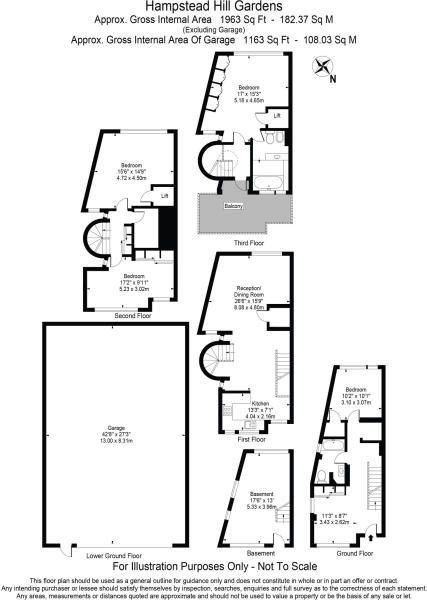 Hampstead Hill Gardens
Approx. Gross Internal Area 1963 Sq Ft - 182.37 Sq M
(Excluding Garage)
Approx. Gross Internal Area Of Garage 1163 Sq Ft - 108.03 Sq M
N
Bedroom
17' x 15'3"
5.18 x 4.65m
Lift
Balcony
Third Floor
Bedroom
15'6" x 14'9"
4.72 x 4.50m
Lift
Bedroom
17'2" x 9'11"
5.23 x 3.02m
Second Floor
Reception/
Dining Room
26'6" x 15'9"
8.08 x 4.80m
Kitchen
13'3" x 7'1"
4.04 x 2.16m
First Floor
Garage
42'8" x 27'3"
13.00 x 8.31m
Lower Ground Floor
Basement
17'6" x 13'
5.33 x 3.96m
Basement
Bedroom
10'2" x 10'1"
3.10 x 3.07m
11'3" x 8'7"
3.43 x 2.62m
Ground Floor
For Illustration Purposes Only - Not To Scale
This floor plan should be used as a general outline for guidance only and does not constitute in whole or in part an offer or contract.
Any intending purchaser or lessee should satisfy themselves by inspection, searches, enquiries and full survey as to the correctness of each statement.
Any areas, measurements or distances quoted are approximate and should not be used to value a property or be the basis of any sale or let.